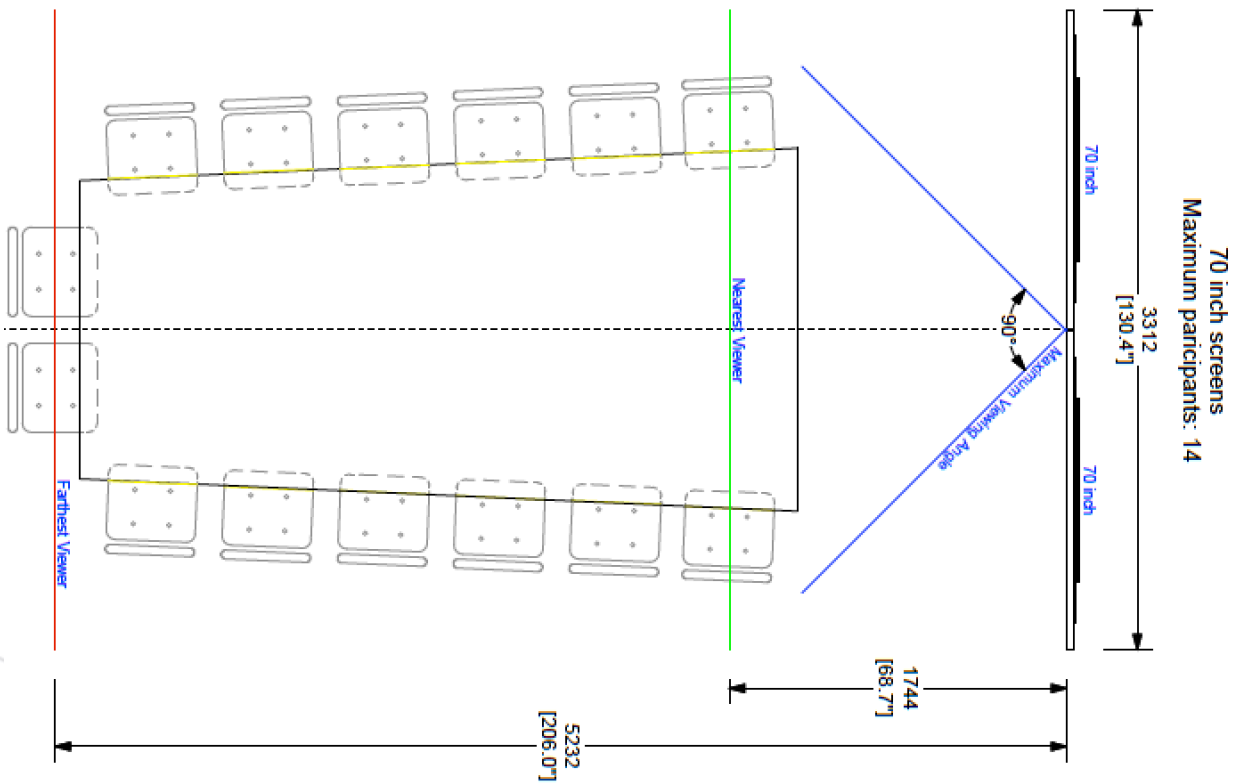 70 inch screens
Maximum paricipants: 14
3312
[130.4"]
70 inch
70 inch
90°
Maximum Viewing Angle
Nearest Viewer
Farthest Viewer
1744
[68.7"]
5232
[206.0"]